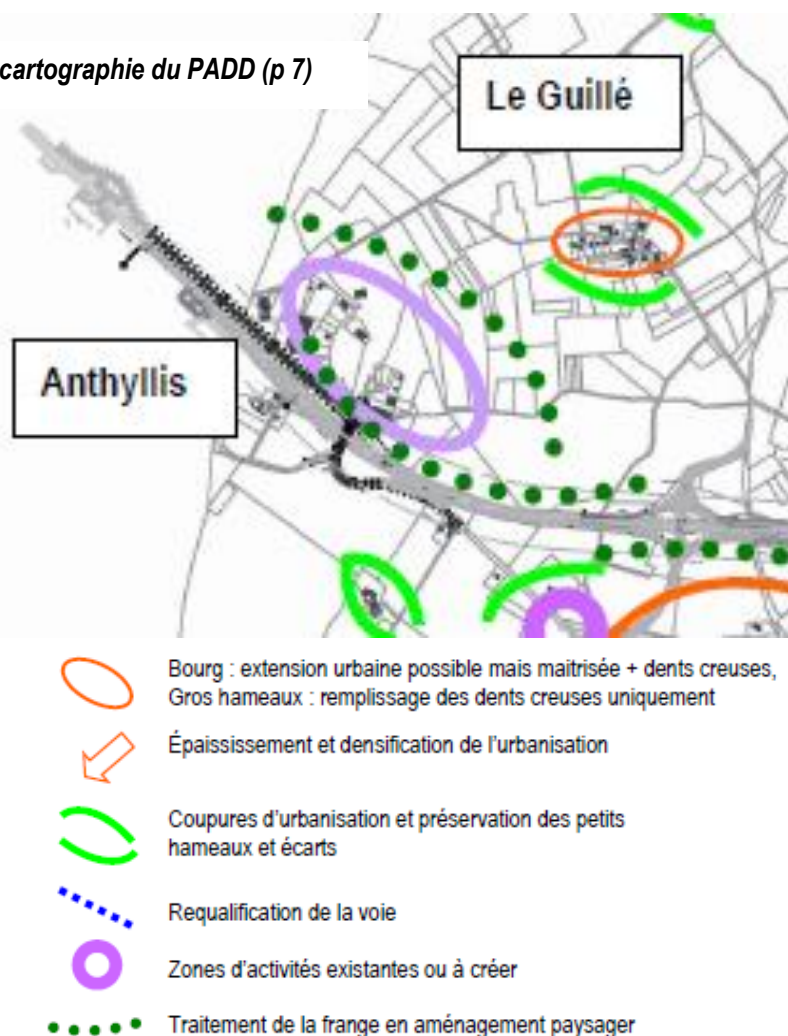 cartographie du PADD (p 7)
Le Guillé
Anthyllis
Bourg : extension urbaine possible mais maitrisée + dents creuses,
Gros hameaux : remplissage des dents creuses uniquement
Épaississement et densification de l'urbanisation
Coupures d'urbanisation et préservation des petits
hameaux et écarts
Requalification de la voie
Zones d'activités existantes ou à créer
Traitement de la frange en aménagement paysager